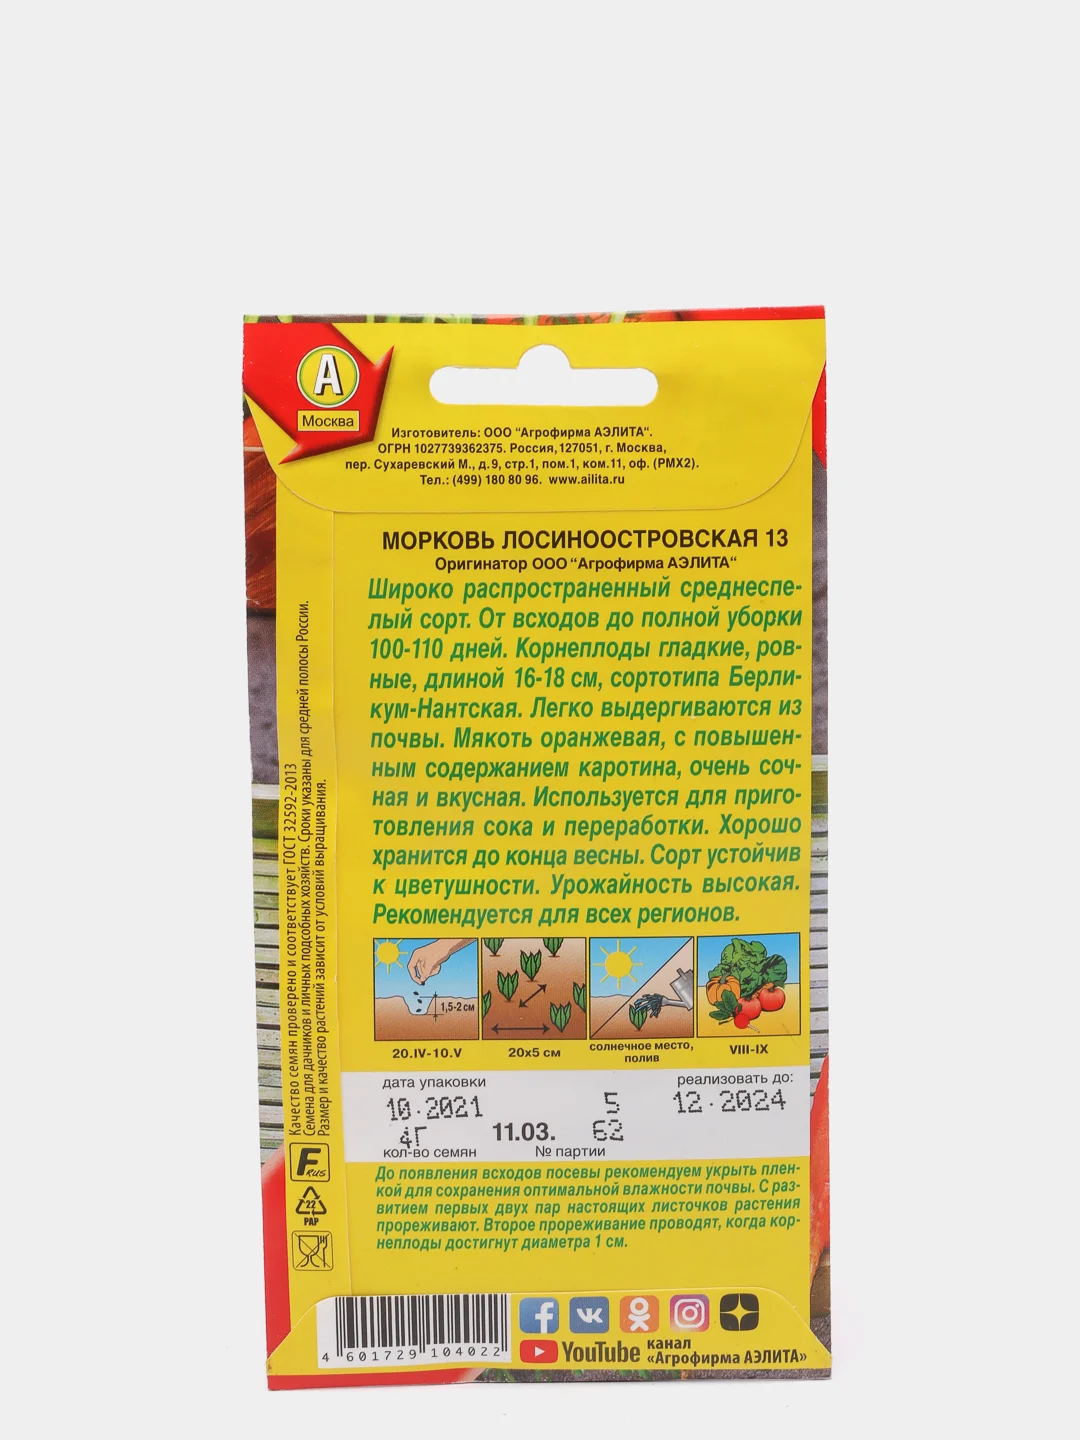 А
Москва
Изготовитель: ООО "Агрофирма АЭЛИТА".
ОГРН 1027739362375. Россия,127051, г. Москва,
пер. Сухаревский М., д.9, стр.1, пом.1, ком.11, оф. (РМХ2).
Тел.: (499) 180 80 96. www.ailita.ru
МОРКОВЬ ЛОСИНООСТРОВСКАЯ 13
Оригинатор ООО "Агрофирма АЭЛИТА"
Широко распространенный среднеспе-
лый сорт. От всходов до полной уборки
100-110 дней. Корнеплоды гладкие, ров-
ные, длиной 16-18 см, сортотипа Берли-
кум-Нантская. Легко выдергиваются из
почвы. Мякоть оранжевая, с повышен-
ным содержанием каротина, очень соч-
ная и вкусная. Используется для приго-
товления сока и переработки. Хорошо
хранится до конца весны. Сорт устойчив
к цветушности. Урожайность высокая.
Рекомендуется для всех регионов.
1,5-2 см
20.IV-10.V
20x5 см
солнечное место,
полив
VIII-IX
дата упаковки
реализовать до:
10.2021
5
12.2024
4Г
11.03.
62
кол-во семян
№ партии
До появления всходов посевы рекомендуем укрыть плен-
кой для сохранения оптимальной влажности почвы. С раз-
витием первых двух пар настоящих листочков растения
прореживают. Второе прореживание проводят, когда кор-
неплоды достигнут диаметра 1 см.
Качество семян проверено и соответствует ГОСТ 32592-2013
Семена для дачников и личных подсобных хозяйств. Сроки указаны для средней полосы России.
Размер и качество растений зависит от условий выращивания.
F RUS
22
PAP
4 601729 104022
YouTube
канал
«Агрофирма АЭЛИТА»